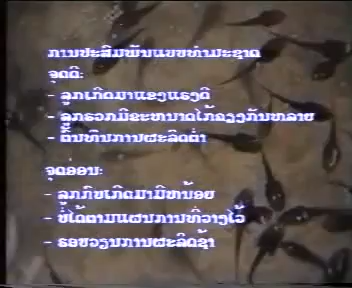 ການປະສົມພັນແບບທຳມະຊາດ
ຈຸດດີ:
- ລູກເກີດມາແຂງແຮງດີ
- ລູກຮວກມີຂະຫນາດໃກ້ຄຽງກັນຫລາຍ
- ຕົ້ນທຶນການຜະລິດຕ່ຳ
ຈຸດອ່ອນ:
- ລູກກົບເກີດມາມີຫນ້ອຍ
- ບໍ່ໄດ້ຕາມແຜນການທີ່ວາງໄວ້
- ຮອບວຽນການຜະລິດຊ້າ